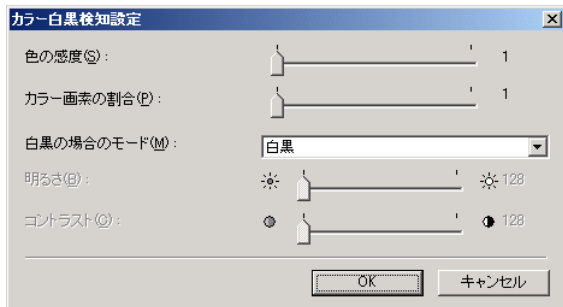 カラー白黒検知設定
色の感度(S): 1
カラー画素の割合(P): 1
白黒の場合のモード(M): 白黒
明るさ(B): 128
コントラスト(C): 128
OK キャンセル